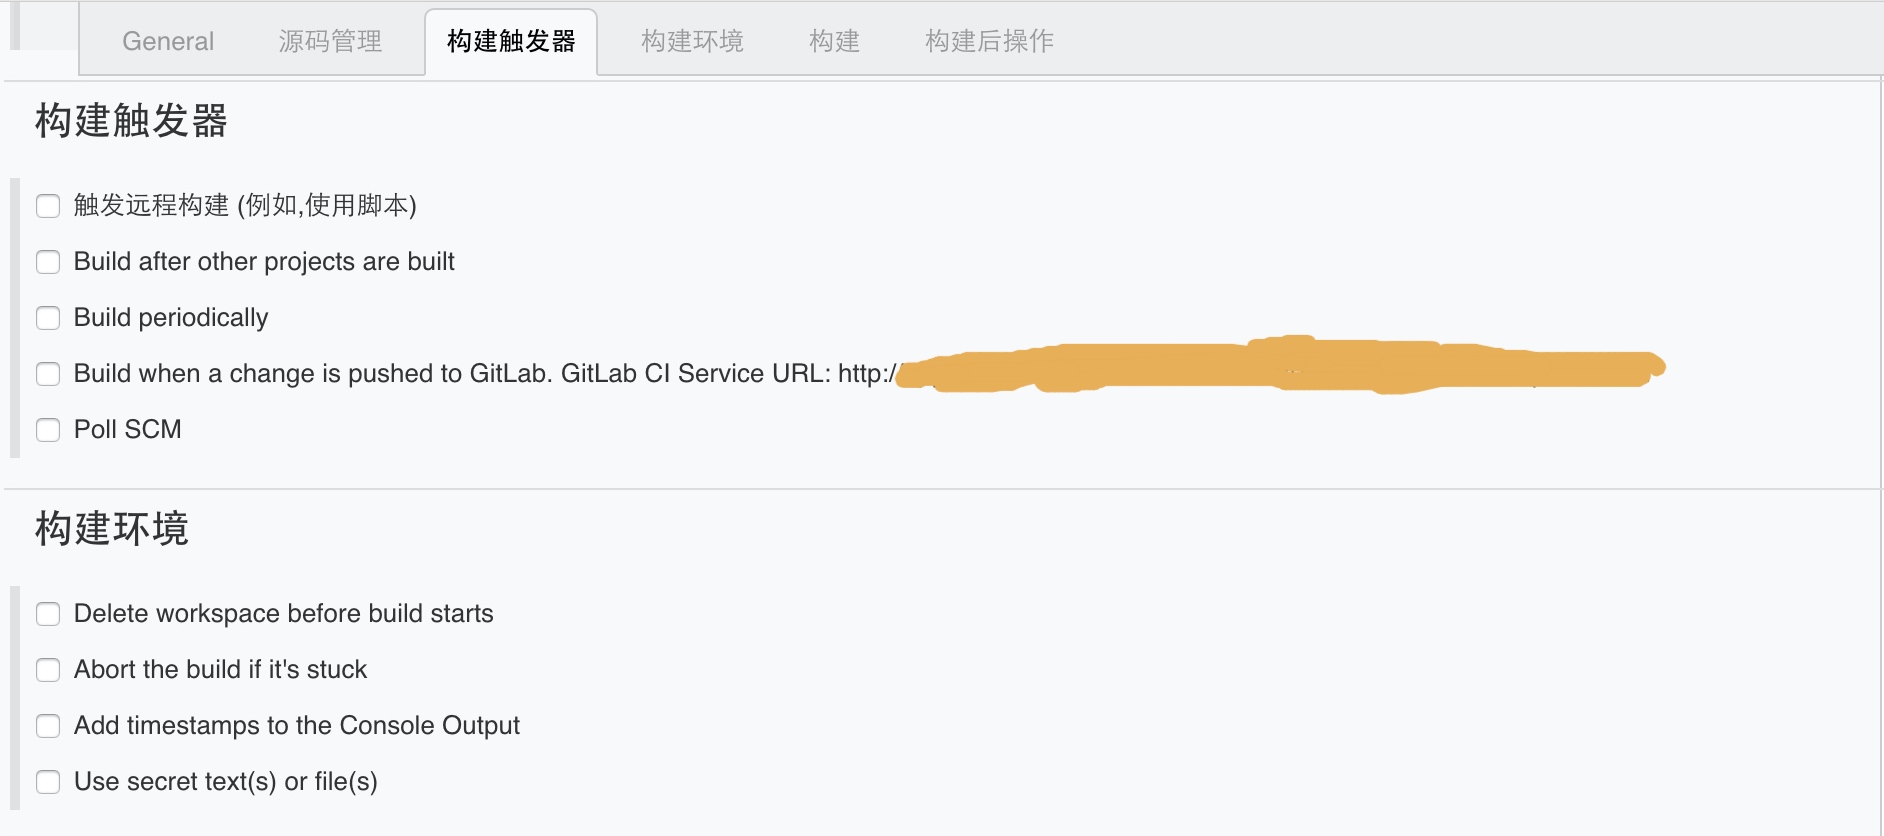 General 源码管理 构建触发器 构建环境 构建 构建后操作
构建触发器
触发远程构建 (例如,使用脚本)
Build after other projects are built
Build periodically
Build when a change is pushed to GitLab. GitLab CI Service URL: http://
Poll SCM
构建环境
Delete workspace before build starts
Abort the build if it's stuck
Add timestamps to the Console Output
Use secret text(s) or file(s)